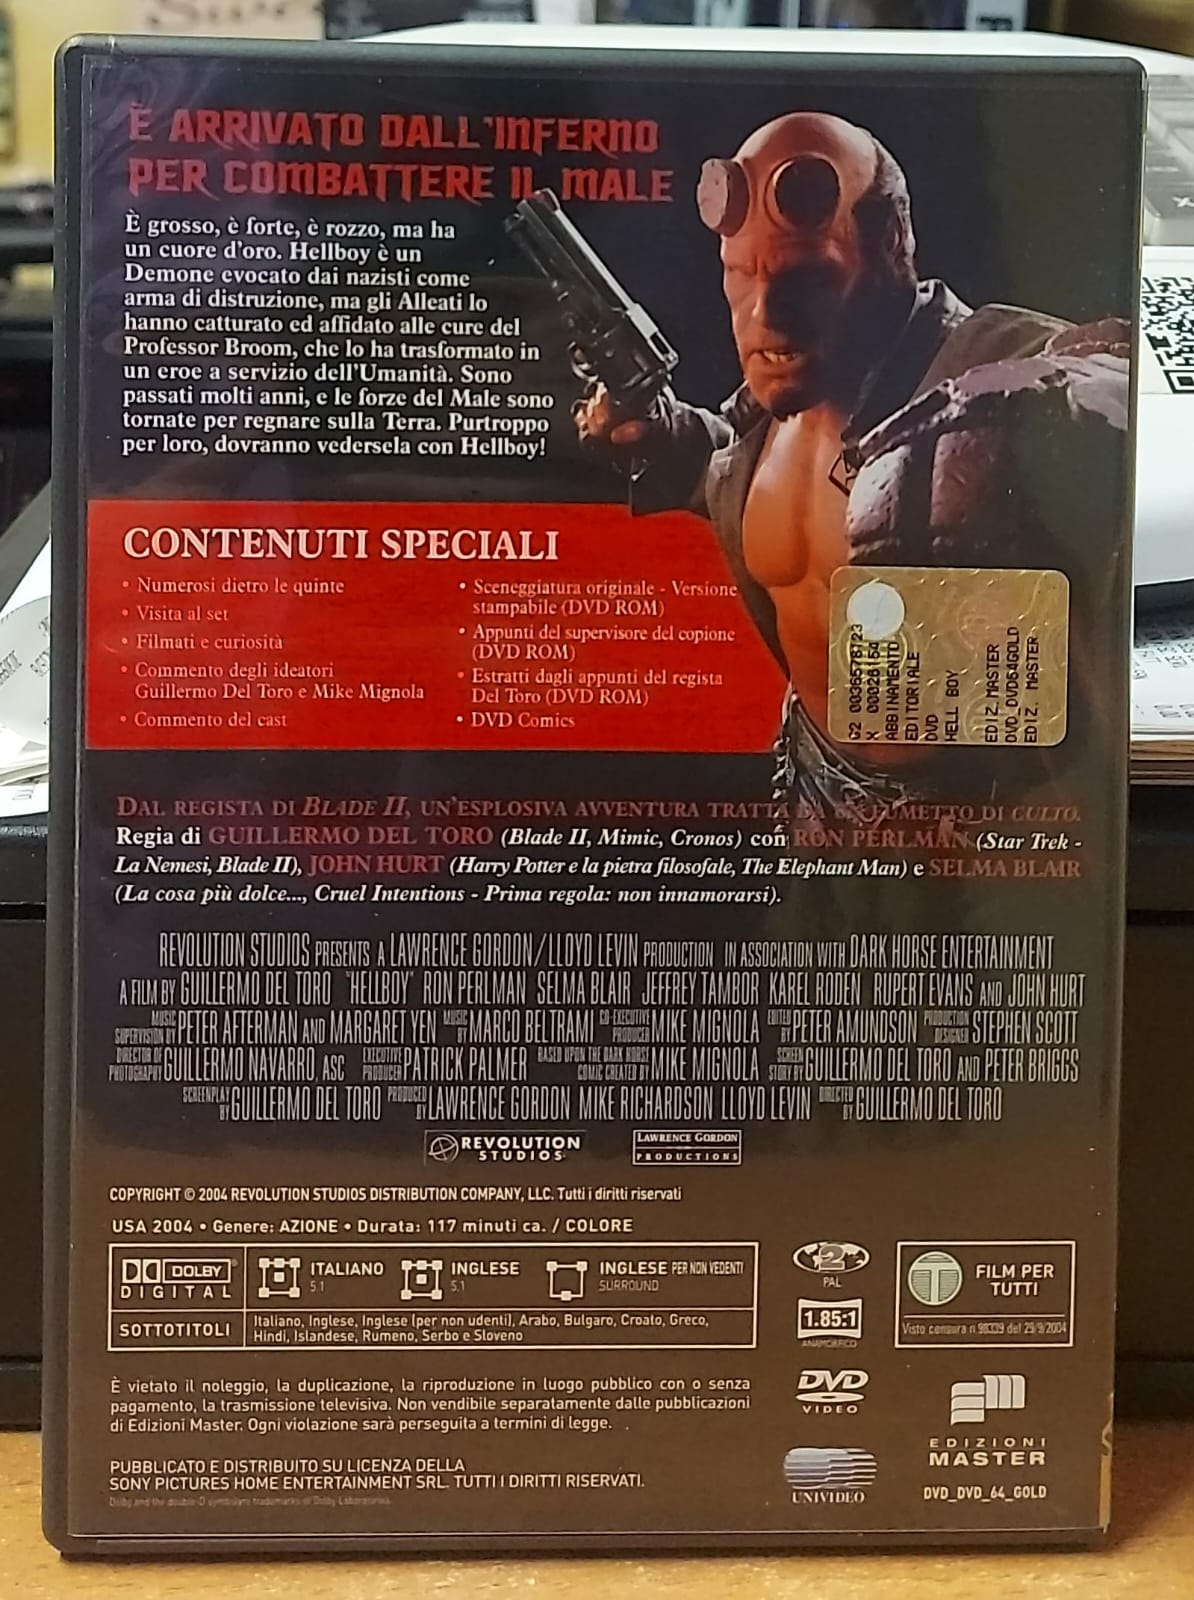 È ARRIVATO DALL'INFERNO
PER COMBATTERE IL MALE
È grosso, è forte, è rozzo, ma ha
un cuore d'oro. Hellboy è un
Demone evocato dai nazisti come
arma di distruzione, ma gli Alleati lo
hanno catturato ed affidato alle cure del
Professor Broom, che lo ha trasformato in
un eroe a servizio dell'Umanità. Sono
passati molti anni, e le forze del Male sono
tornate per regnare sulla Terra. Purtroppo
per loro, dovranno vedersela con Hellboy!
CONTENUTI SPECIALI
• Numerosi dietro le quinte
• Visita al set
• Filmati e curiosità
• Commento degli ideatori
Guillermo Del Toro e Mike Mignola
• Commento del cast
• Sceneggiatura originale - Versione
stampabile (DVD ROM)
• Appunti del supervisore del copione
(DVD ROM)
• Estratti dagli appunti del regista
Del Toro (DVD ROM)
• DVD Comics
ABBINAMENTO
EDITORIALE
DVD
HELL BOY
EDIZ.MASTER
DVD_DVD64GOLD
EDIZ. MASTER
DAL REGISTA DI BLADE II, UN'ESPLOSIVA AVVENTURA TRATTA DA UN FUMETTO DI CULTO.
Regia di GUILLERMO DEL TORO (Blade II, Mimic, Cronos) con RON PERLMAN (Star Trek -
La Nemesi, Blade II), JOHN HURT (Harry Potter e la pietra filosofale, The Elephant Man) e SELMA BLAIR
(La cosa più dolce..., Cruel Intentions - Prima regola: non innamorarsi).
REVOLUTION STUDIOS PRESENTS A LAWRENCE GORDON/LLOYD LEVIN PRODUCTION IN ASSOCIATION WITH DARK HORSE ENTERTAINMENT
A FILM BY GUILLERMO DEL TORO "HELLBOY" RON PERLMAN SELMA BLAIR JEFFREY TAMBOR KAREL RODEN RUPERT EVANS AND JOHN HURT
MUSIC SUPERVISION BY PETER AFTERMAN AND MARGARET YEN MUSIC BY MARCO BELTRAMI CO-EXECUTIVE PRODUCER MIKE MIGNOLA EDITED BY PETER AMUNDSON PRODUCTION DESIGNER STEPHEN SCOTT
DIRECTOR OF PHOTOGRAPHY GUILLERMO NAVARRO, ASC EXECUTIVE PRODUCER PATRICK PALMER BASED UPON THE DARK HORSE COMIC CREATED BY MIKE MIGNOLA SCREEN STORY BY GUILLERMO DEL TORO AND PETER BRIGGS
SCREENPLAY BY GUILLERMO DEL TORO PRODUCED BY LAWRENCE GORDON MIKE RICHARDSON LLOYD LEVIN DIRECTED BY GUILLERMO DEL TORO
REVOLUTION
STUDIOS
LAWRENCE GORDON
PRODUCTIONS
COPYRIGHT © 2004 REVOLUTION STUDIOS DISTRIBUTION COMPANY, LLC. Tutti i diritti riservati
USA 2004 • Genere: AZIONE • Durata: 117 minuti ca. / COLORE
DOLBY
DIGITAL
ITALIANO
5.1
INGLESE
5.1
INGLESE PER NON VEDENTI
SURROUND
SOTTOTITOLI
Italiano, Inglese, Inglese (per non udenti), Arabo, Bulgaro, Croato, Greco,
Hindi, Islandese, Rumeno, Serbo e Sloveno
2
PAL
1.85:1
ANAMORFICO
T
FILM PER
TUTTI
Visto censura n.98339 del 29/9/2004
È vietato il noleggio, la duplicazione, la riproduzione in luogo pubblico con o senza
pagamento, la trasmissione televisiva. Non vendibile separatamente dalle pubblicazioni
di Edizioni Master. Ogni violazione sarà perseguita a termini di legge.
PUBBLICATO E DISTRIBUITO SU LICENZA DELLA
SONY PICTURES HOME ENTERTAINMENT SRL. TUTTI I DIRITTI RISERVATI.
Dolby and the double-D symbol are trademarks of Dolby Laboratories.
DVD
VIDEO
UNIVIDEO
EDIZIONI
MASTER
DVD_DVD_64_GOLD